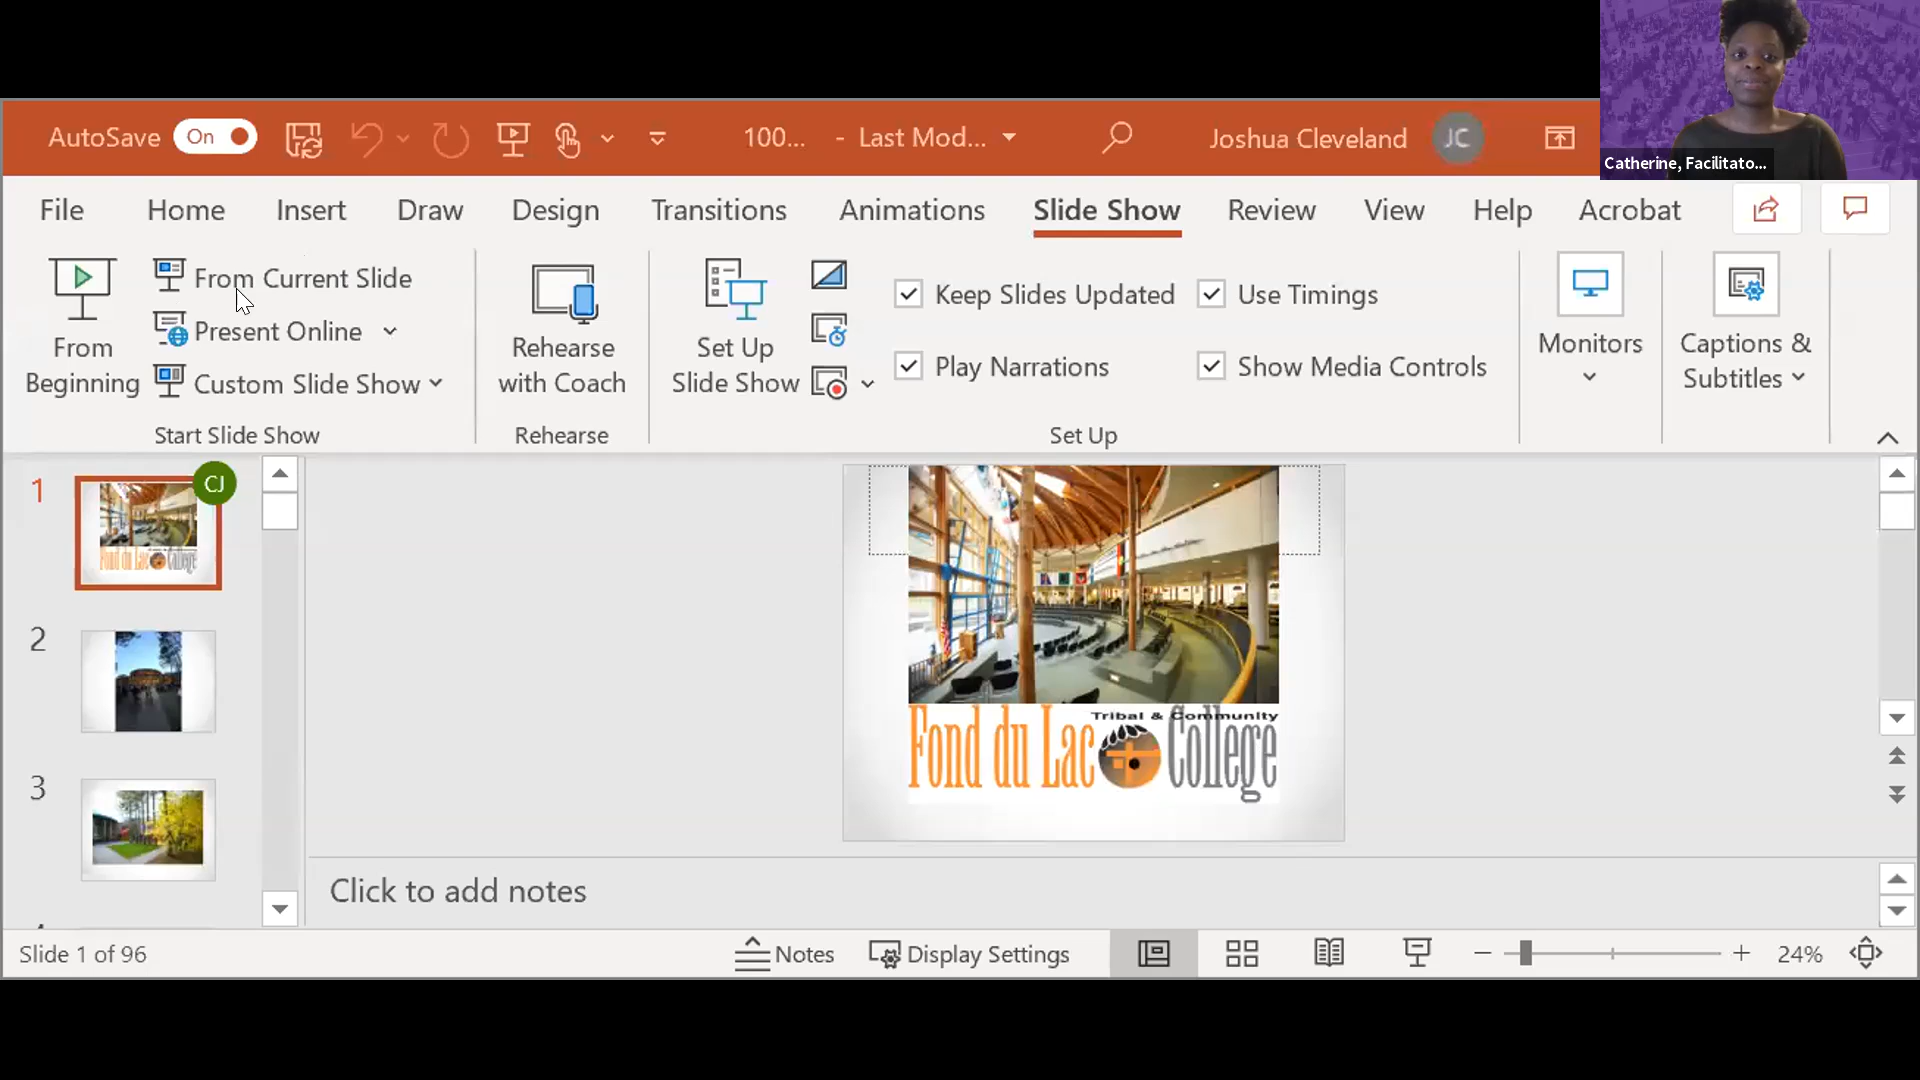 AutoSave On 100... - Last Mod... Joshua Cleveland JC
Catherine, Facilitato...
File Home Insert Draw Design Transitions Animations Slide Show Review View Help Acrobat
From Beginning
From Current Slide
Present Online
Custom Slide Show
Start Slide Show
Rehearse with Coach
Rehearse
Set Up Slide Show
Keep Slides Updated
Play Narrations
Use Timings
Show Media Controls
Set Up
Monitors
Captions & Subtitles
1
CJ
Fond du Lac College
2
3
Tribal & Community
Fond du Lac College
Click to add notes
Slide 1 of 96 Notes Display Settings 24%